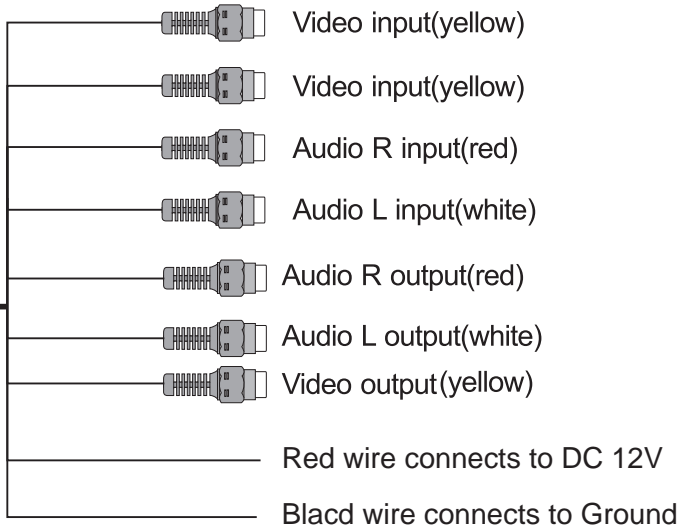 Video input(yellow)
Video input(yellow)
Audio R input(red)
Audio L input(white)
Audio R output(red)
Audio L output(white)
Video output(yellow)
Red wire connects to DC 12V
Blacd wire connects to Ground